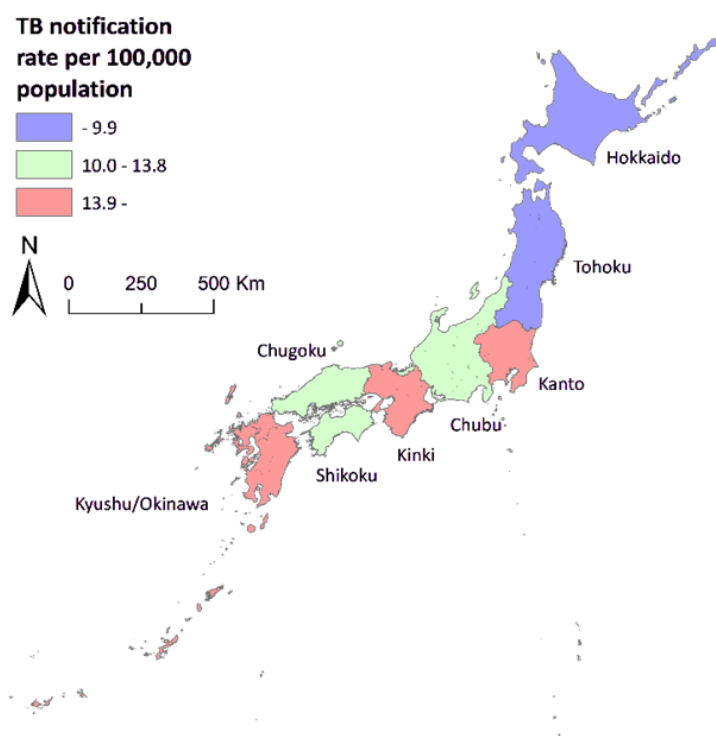 TB notification
rate per 100,000
population
- 9.9
10.0 - 13.8
13.9 -
N
0 250 500 Km
Hokkaido
Tohoku
Chugoku
Kanto
Chubu
Kinki
Shikoku
Kyushu/Okinawa